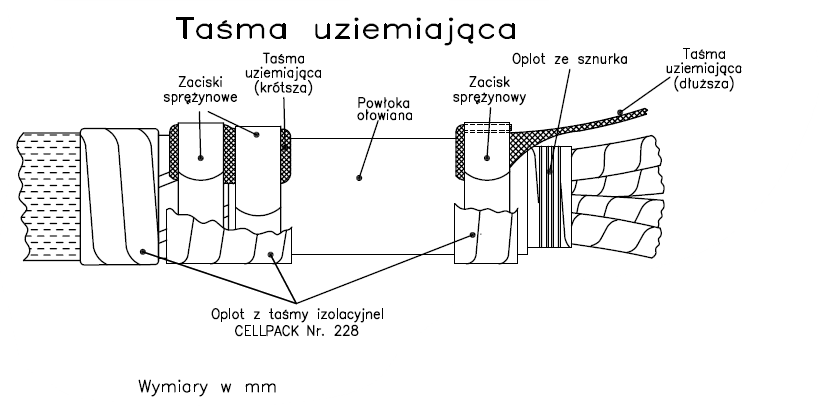 Taśma uziemiająca
Taśma
uziemiająca
(krótsza)
Oplot ze sznurka
Taśma
uziemiająca
(dłuższa)
Zaciski
sprężynowe
Zacisk
sprężynowy
Powłoka
ołowiana
Oplot z taśmy izolacyjnel
CELLPACK Nr. 228
Wymiary w mm